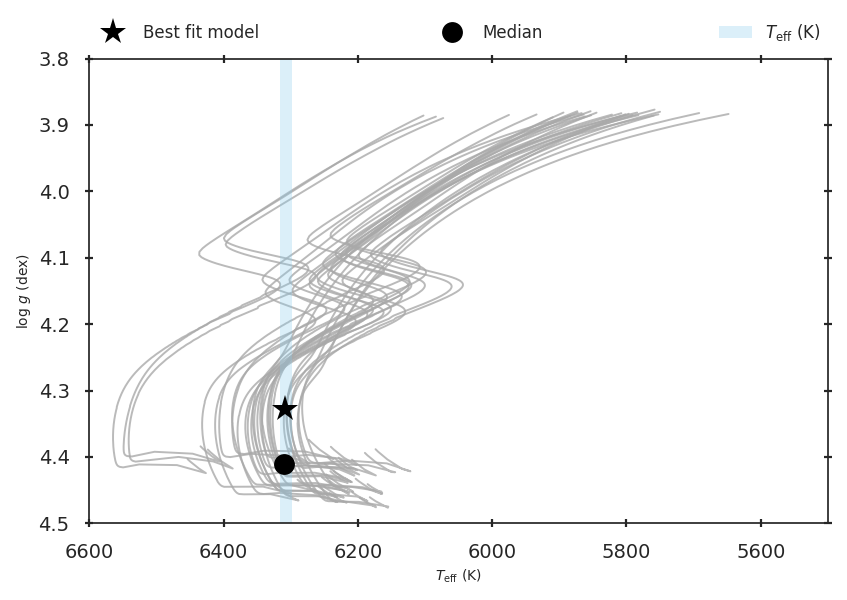 Best fit model Median T_eff (K)
3.8
3.9
4.0
4.1
4.2
4.3
4.4
4.5
log g (dex)
6600 6400 6200 6000 5800 5600
T_eff (K)